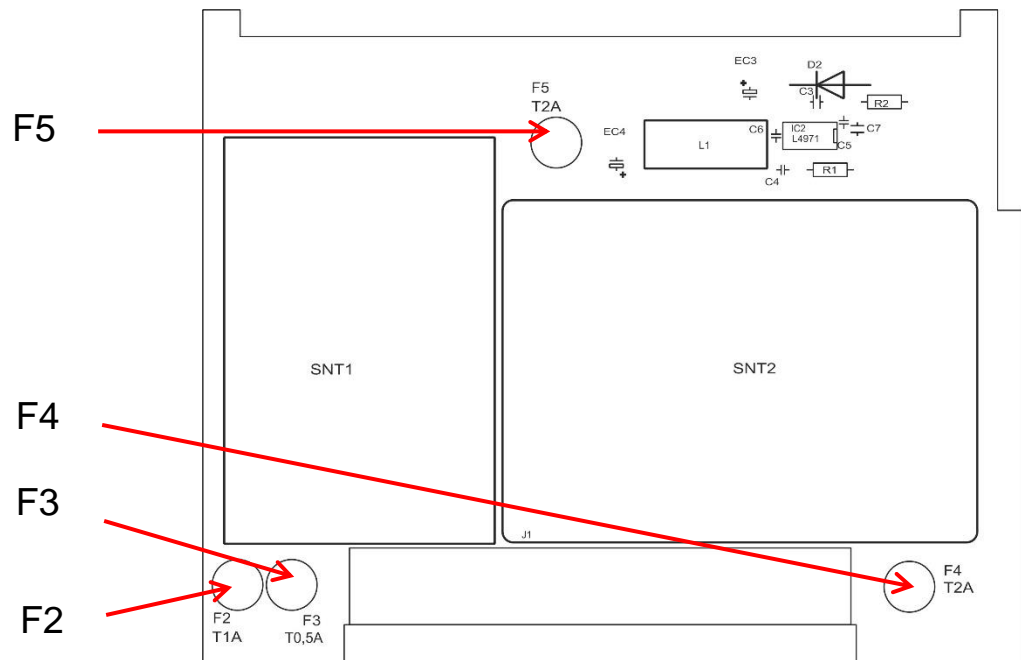 EC3
D2
F5
T2A
C3
R2
F5
EC4
C6
IC2
L4971
C7
L1
C5
C4
R1
SNT1
SNT2
F4
F3
J1
F4
T2A
F2
F2
T1A
F3
T0,5A